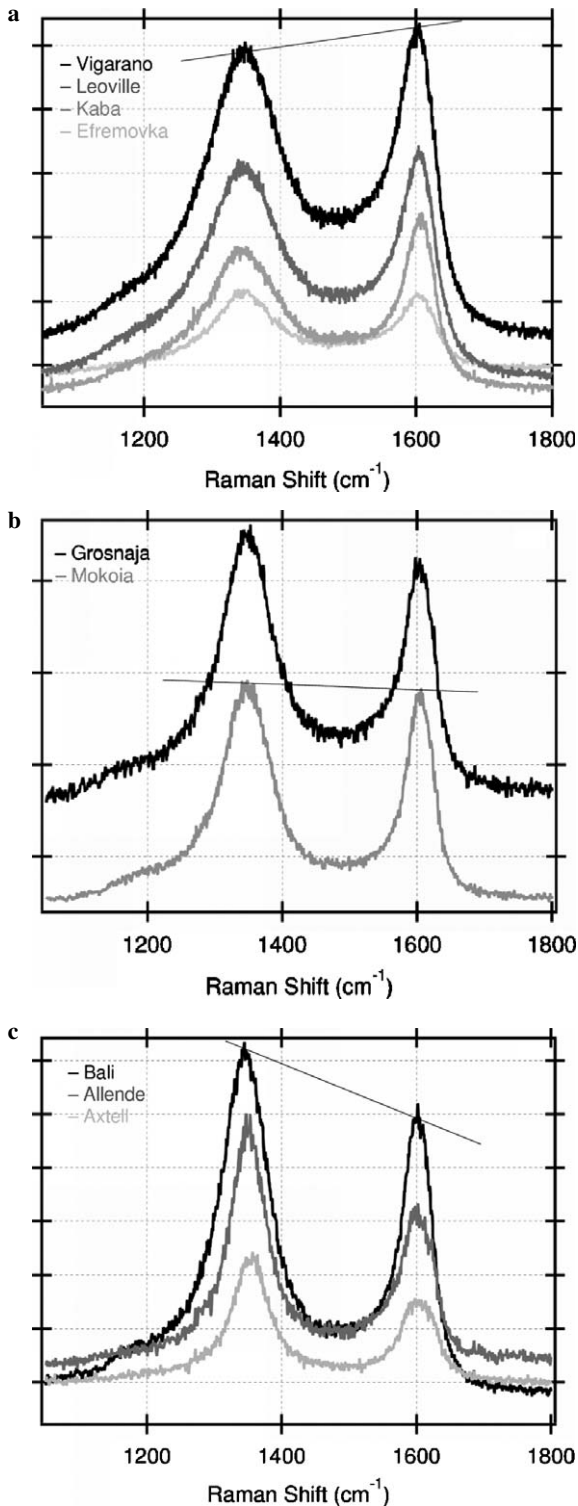 a
– Vigarano
– Leoville
– Kaba
– Efremovka
1200 1400 1600 1800
Raman Shift (cm⁻¹)
b
– Grosnaja
– Mokoia
1200 1400 1600 1800
Raman Shift (cm⁻¹)
c
– Bali
– Allende
– Axtell
1200 1400 1600 1800
Raman Shift (cm⁻¹)